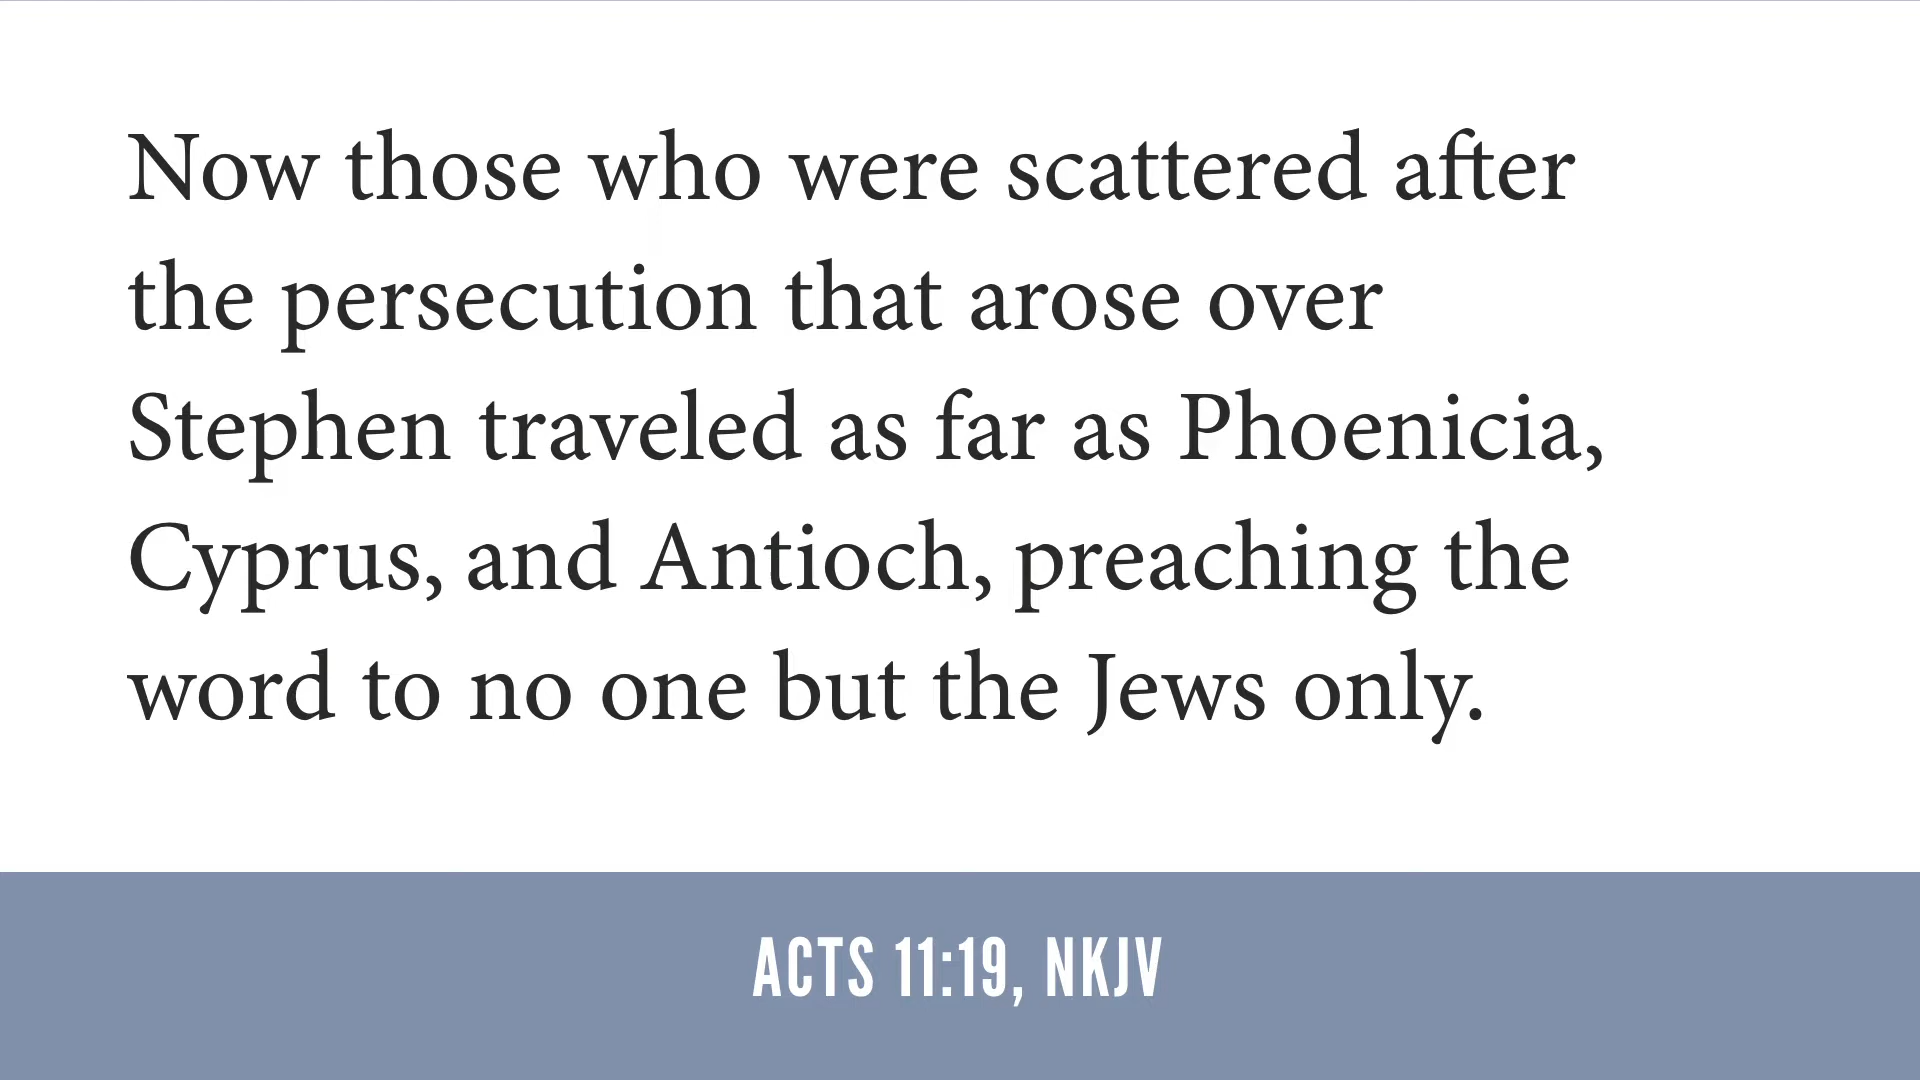 Now those who were scattered after
the persecution that arose over
Stephen traveled as far as Phoenicia,
Cyprus, and Antioch, preaching the
word to no one but the Jews only.
ACTS 11:19, NKJV